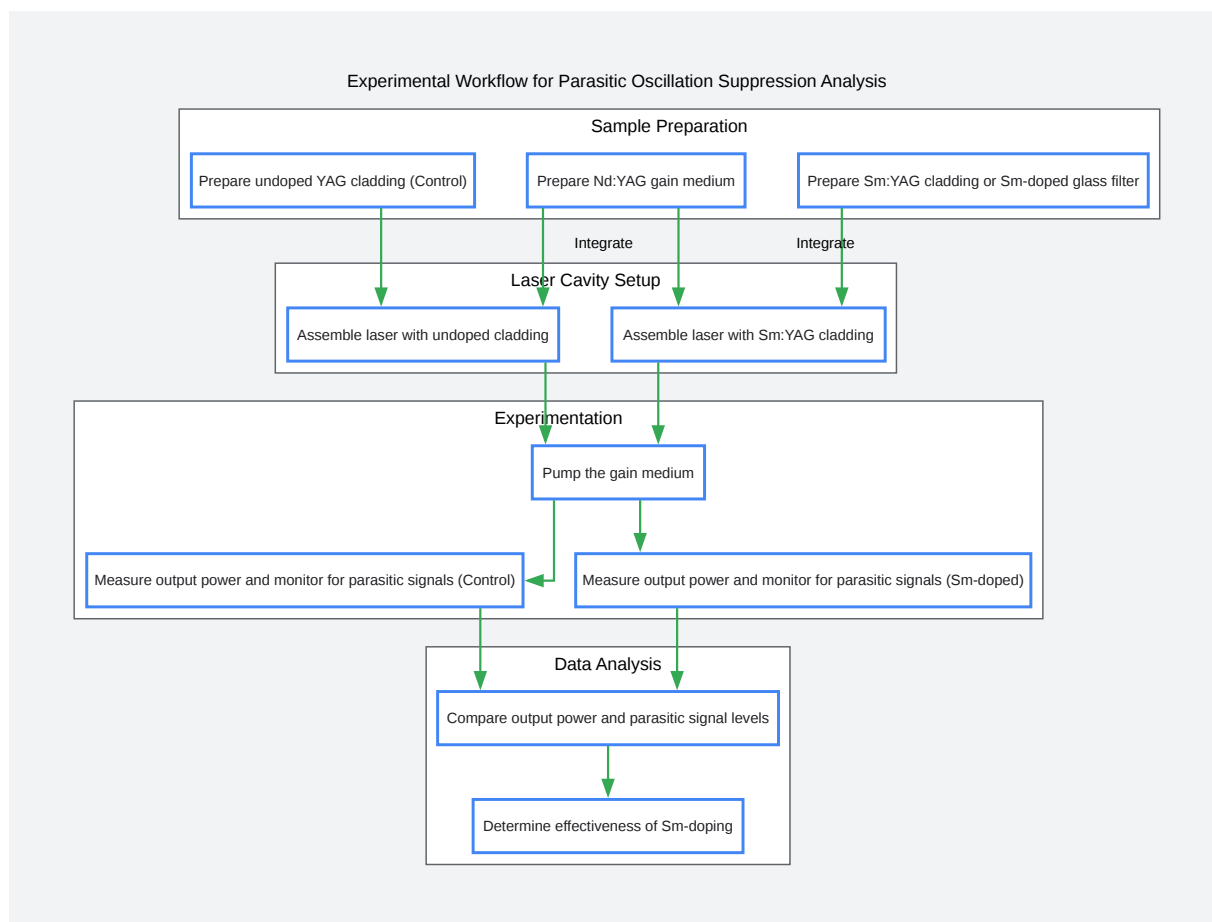 Experimental Workflow for Parasitic Oscillation Suppression Analysis
Sample Preparation
Prepare undoped YAG cladding (Control)
Prepare Nd:YAG gain medium
Prepare Sm:YAG cladding or Sm-doped glass filter
Integrate
Integrate
Laser Cavity Setup
Assemble laser with undoped cladding
Assemble laser with Sm:YAG cladding
Experimentation
Pump the gain medium
Measure output power and monitor for parasitic signals (Control)
Measure output power and monitor for parasitic signals (Sm-doped)
Data Analysis
Compare output power and parasitic signal levels
Determine effectiveness of Sm-doping